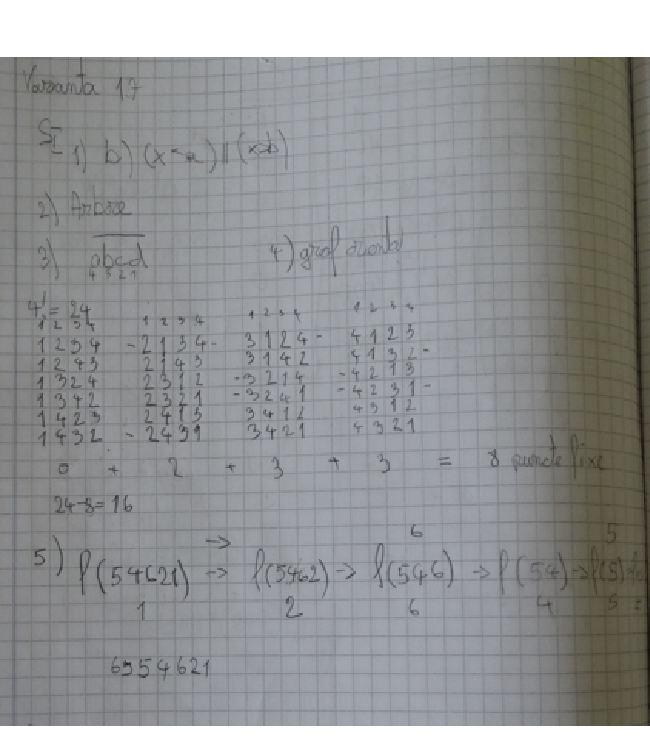 Varianta 17
SI 1) b) (x<a) || (x>b)
2) Arbore
3) abcd 4) graf orientat
4 3 2 1
4! = 24
1 2 3 4 1 2 3 4 1 2 3 4 1 2 3 4
1 2 3 4 - 2 1 3 4 - 3 1 2 4 - 4 1 2 3
1 2 4 3 2 1 4 3 3 1 4 2 4 1 3 2 -
1 3 2 4 2 3 1 2 - 3 2 1 4 - 4 2 1 3
1 3 4 2 2 3 2 1 - 3 2 4 1 - 4 2 3 1 -
1 4 2 3 2 4 1 3 3 4 1 2 4 3 1 2
1 4 3 2 - 2 4 3 1 3 4 2 1 4 3 2 1
0 + 2 + 3 + 3 = 8 puncte fixe
24-8=16
6 5
5) f(54621) → f(5462) → f(546) → f(54) → f(5)
1 2 6 4 5
6554621